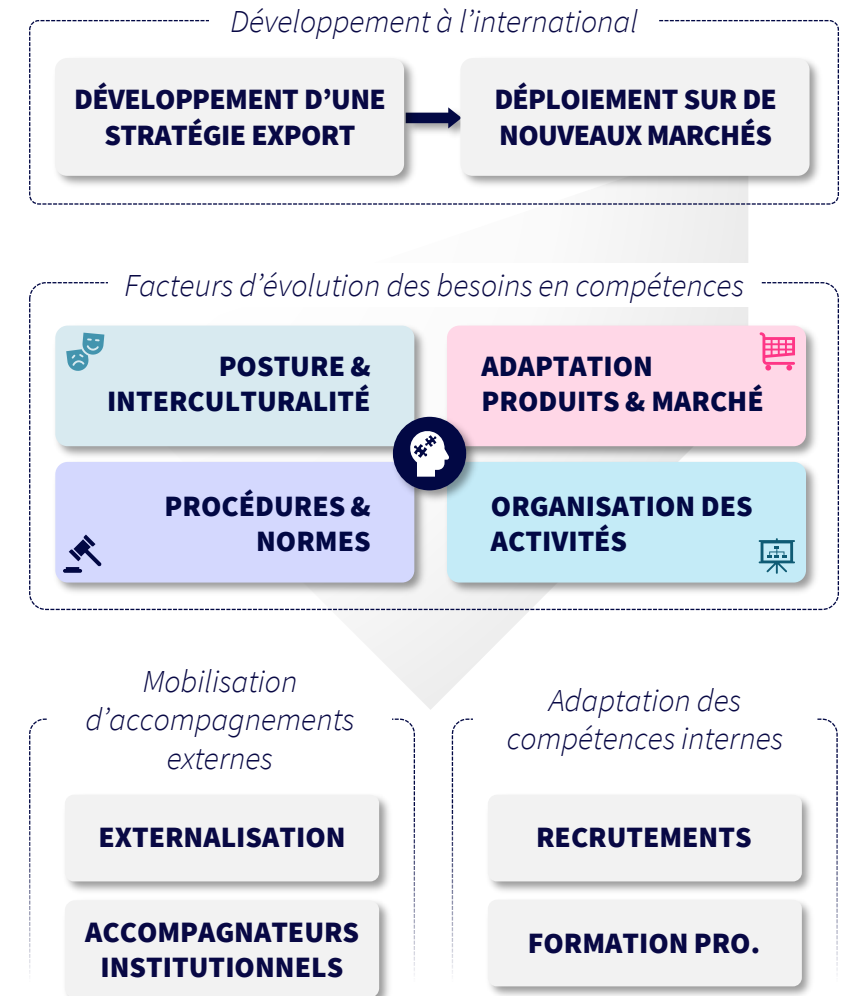 Développement à l’international
DÉVELOPPEMENT D’UNE
STRATÉGIE EXPORT
DÉPLOIEMENT SUR DE
NOUVEAUX MARCHÉS
Facteurs d’évolution des besoins en compétences
POSTURE &
INTERCULTURALITÉ
ADAPTATION
PRODUITS & MARCHÉ
PROCÉDURES &
NORMES
ORGANISATION DES
ACTIVITÉS
Mobilisation
d’accompagnements
externes
EXTERNALISATION
ACCOMPAGNATEURS
INSTITUTIONNELS
Adaptation des
compétences internes
RECRUTEMENTS
FORMATION PRO.